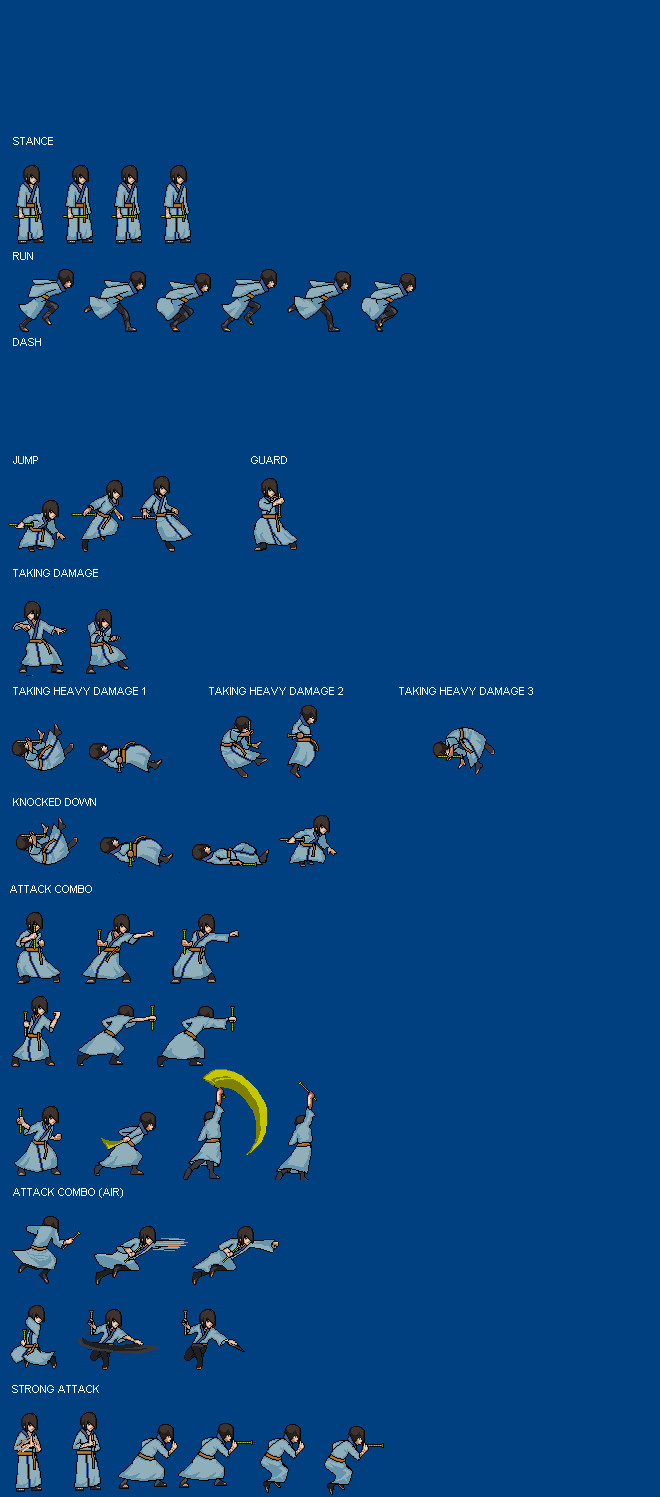 STANCE
RUN
DASH
JUMP GUARD
TAKING DAMAGE
TAKING HEAVY DAMAGE 1 TAKING HEAVY DAMAGE 2 TAKING HEAVY DAMAGE 3
KNOCKED DOWN
ATTACK COMBO
ATTACK COMBO (AIR)
STRONG ATTACK